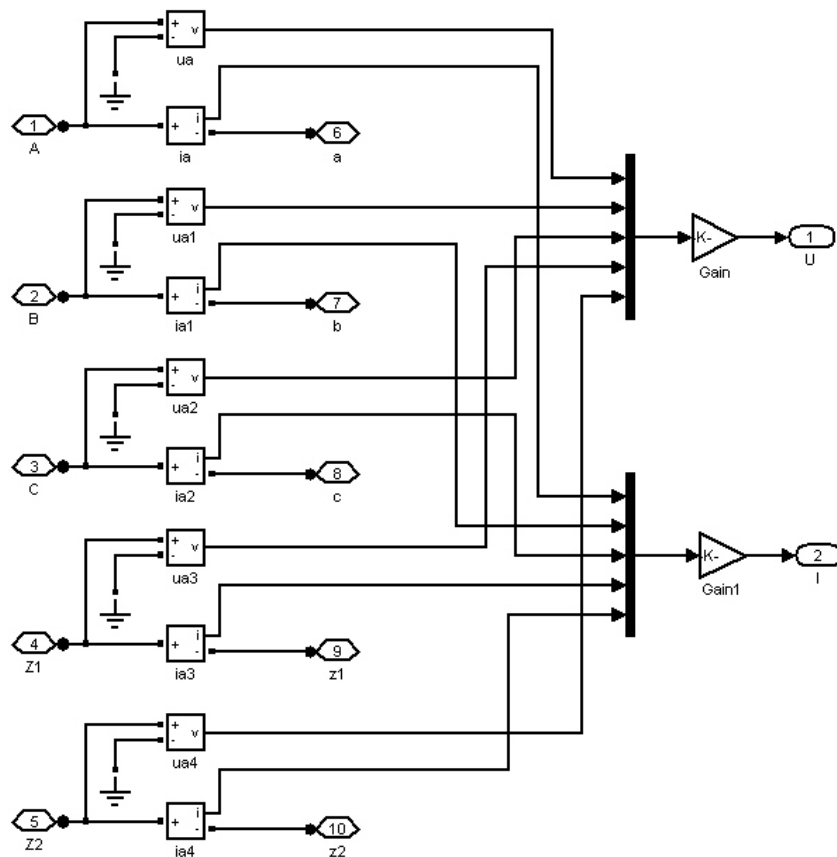 +
-
v
ua
1
A
+
i
-
ia
6
a
+
-
v
ua1
2
B
+
i
-
ia1
7
b
K-
Gain
1
U
+
-
v
ua2
3
C
+
i
-
ia2
8
c
+
-
v
ua3
K-
Gain1
2
I
4
Z1
+
i
-
ia3
9
z1
+
-
v
ua4
5
Z2
+
i
-
ia4
10
z2